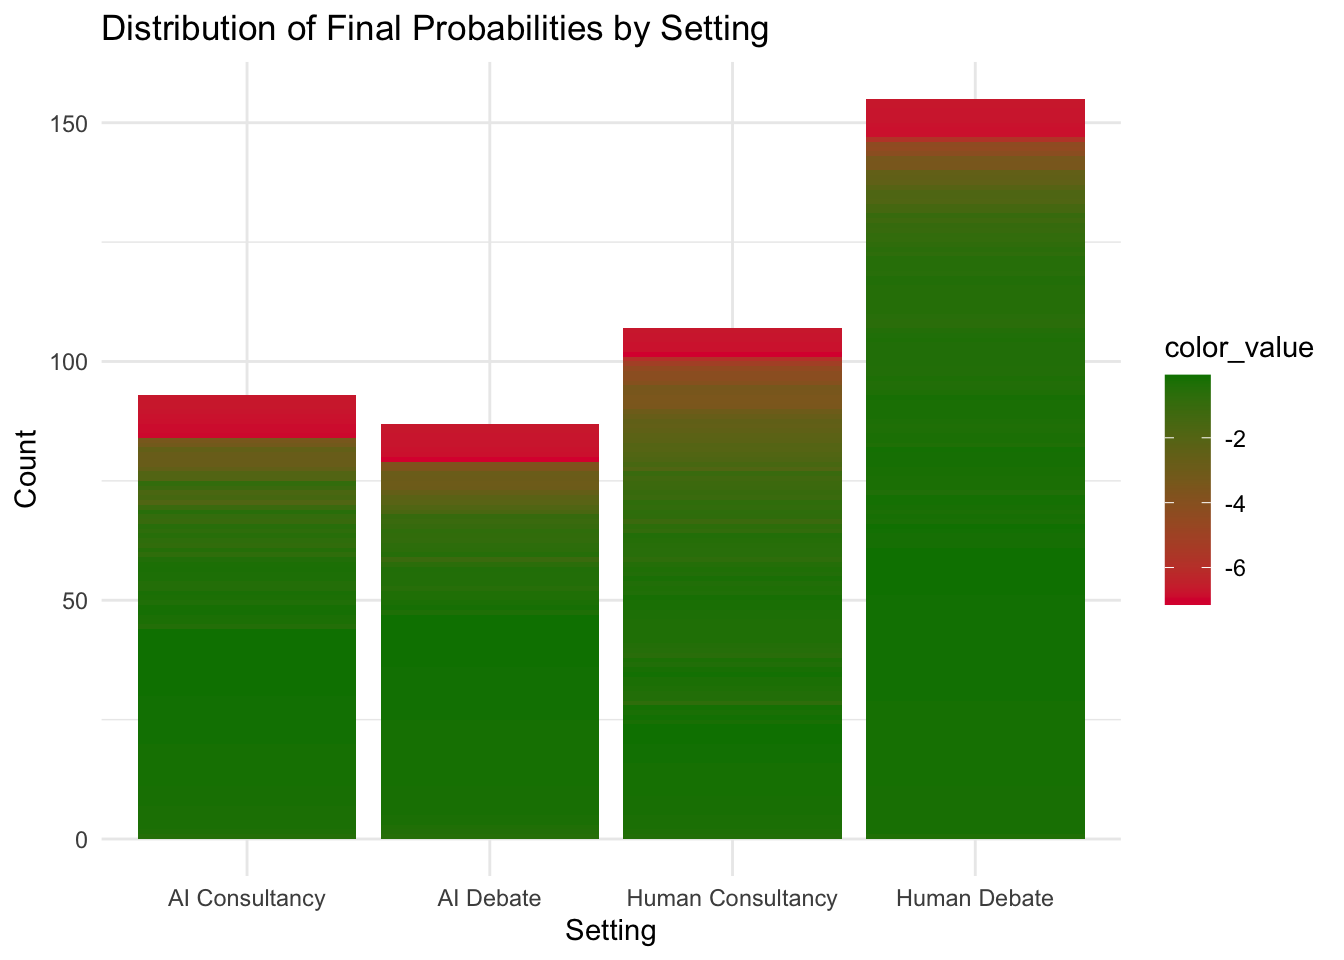 Distribution of Final Probabilities by Setting
150
100
50
0
Count
AI Consultancy
AI Debate
Human Consultancy
Human Debate
Setting
color_value
-2
-4
-6